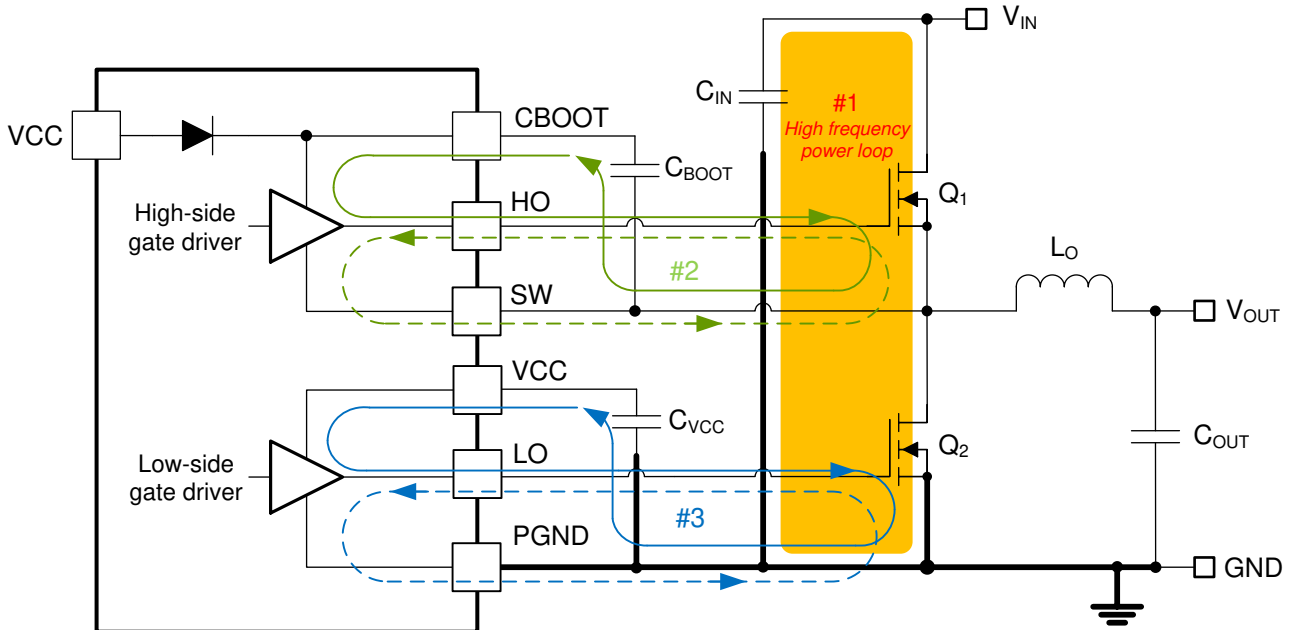 V_IN
C_IN
#1
High frequency
power loop
CBOOT
VCC
C_BOOT
HO
Q_1
High-side
gate driver
L_O
#2
SW
V_OUT
VCC
C_VCC
LO
Q_2
C_OUT
Low-side
gate driver
#3
PGND
GND